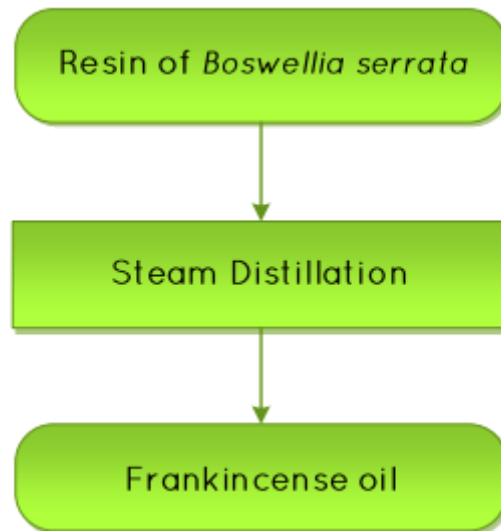 Resin of Boswellia serrata
Steam Distillation
Frankincense oil